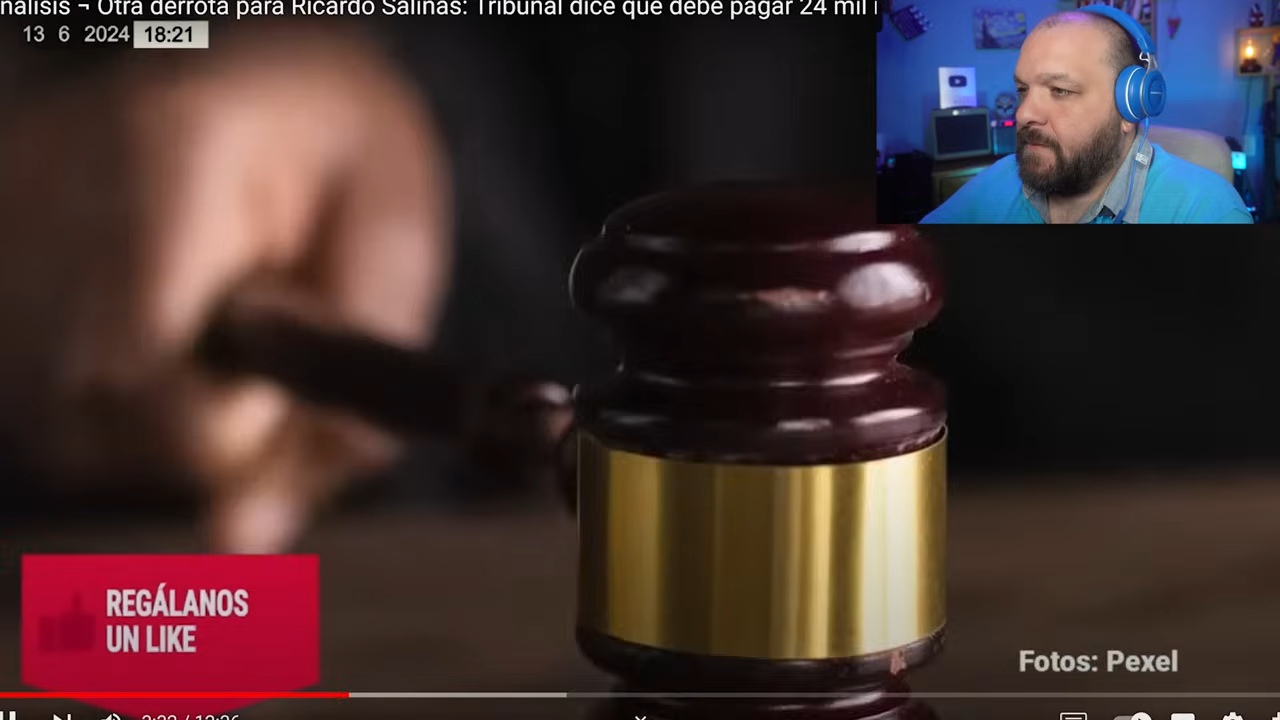 nálisis ¬ Otra derrota para Ricardo Salinas: Tribunal dice que debe pagar 24 mil
13 6 2024 18:21
REGÁLANOS
UN LIKE
Fotos: Pexel